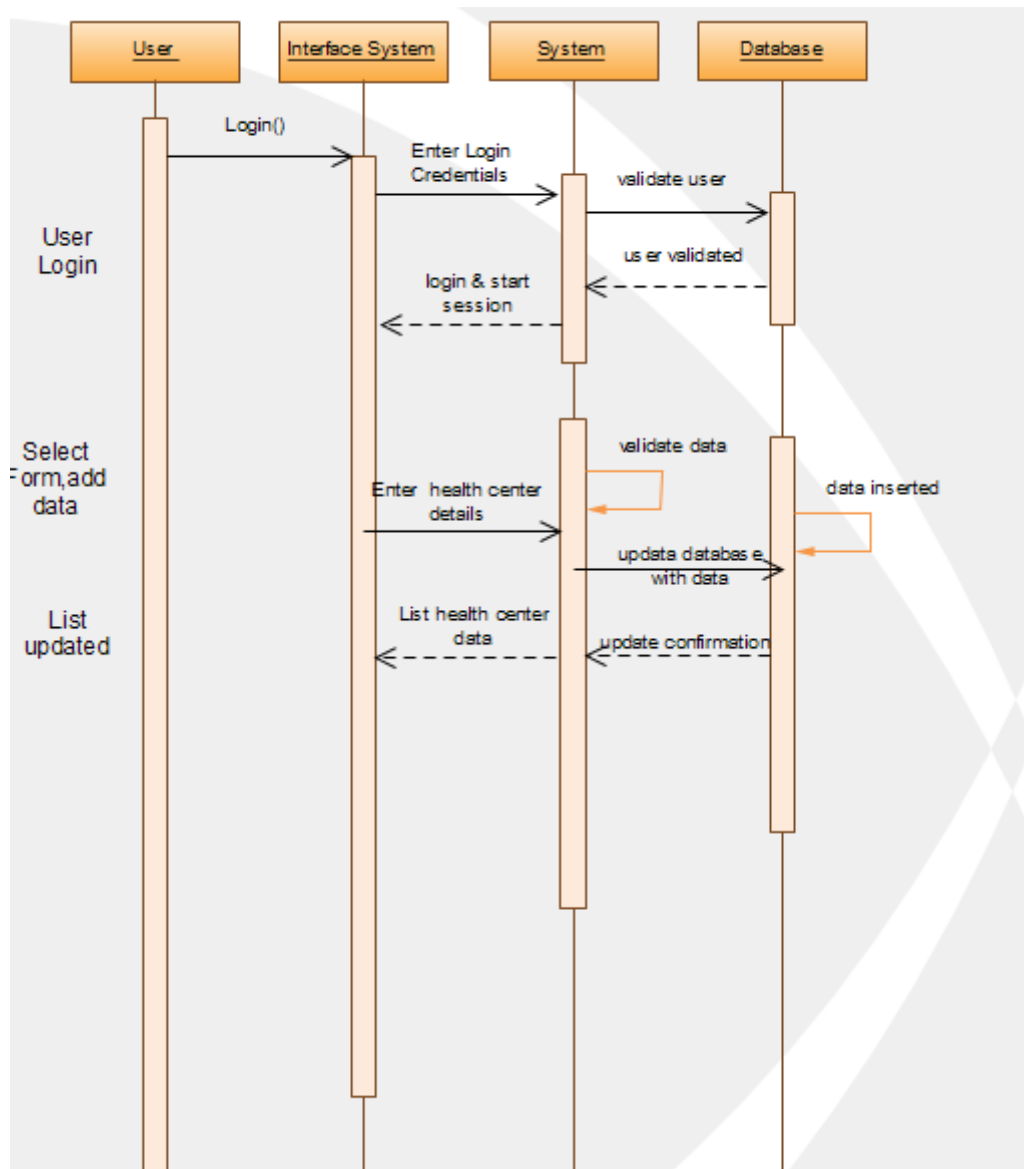 User
Interface System
System
Database
Login()
Enter Login
Credentials
validate user
User
Login
user validated
login & start
session
Select
Form,add
data
validate data
Enter health center
details
data inserted
updata database
with data
List
updated
List health center
data
update confirmation